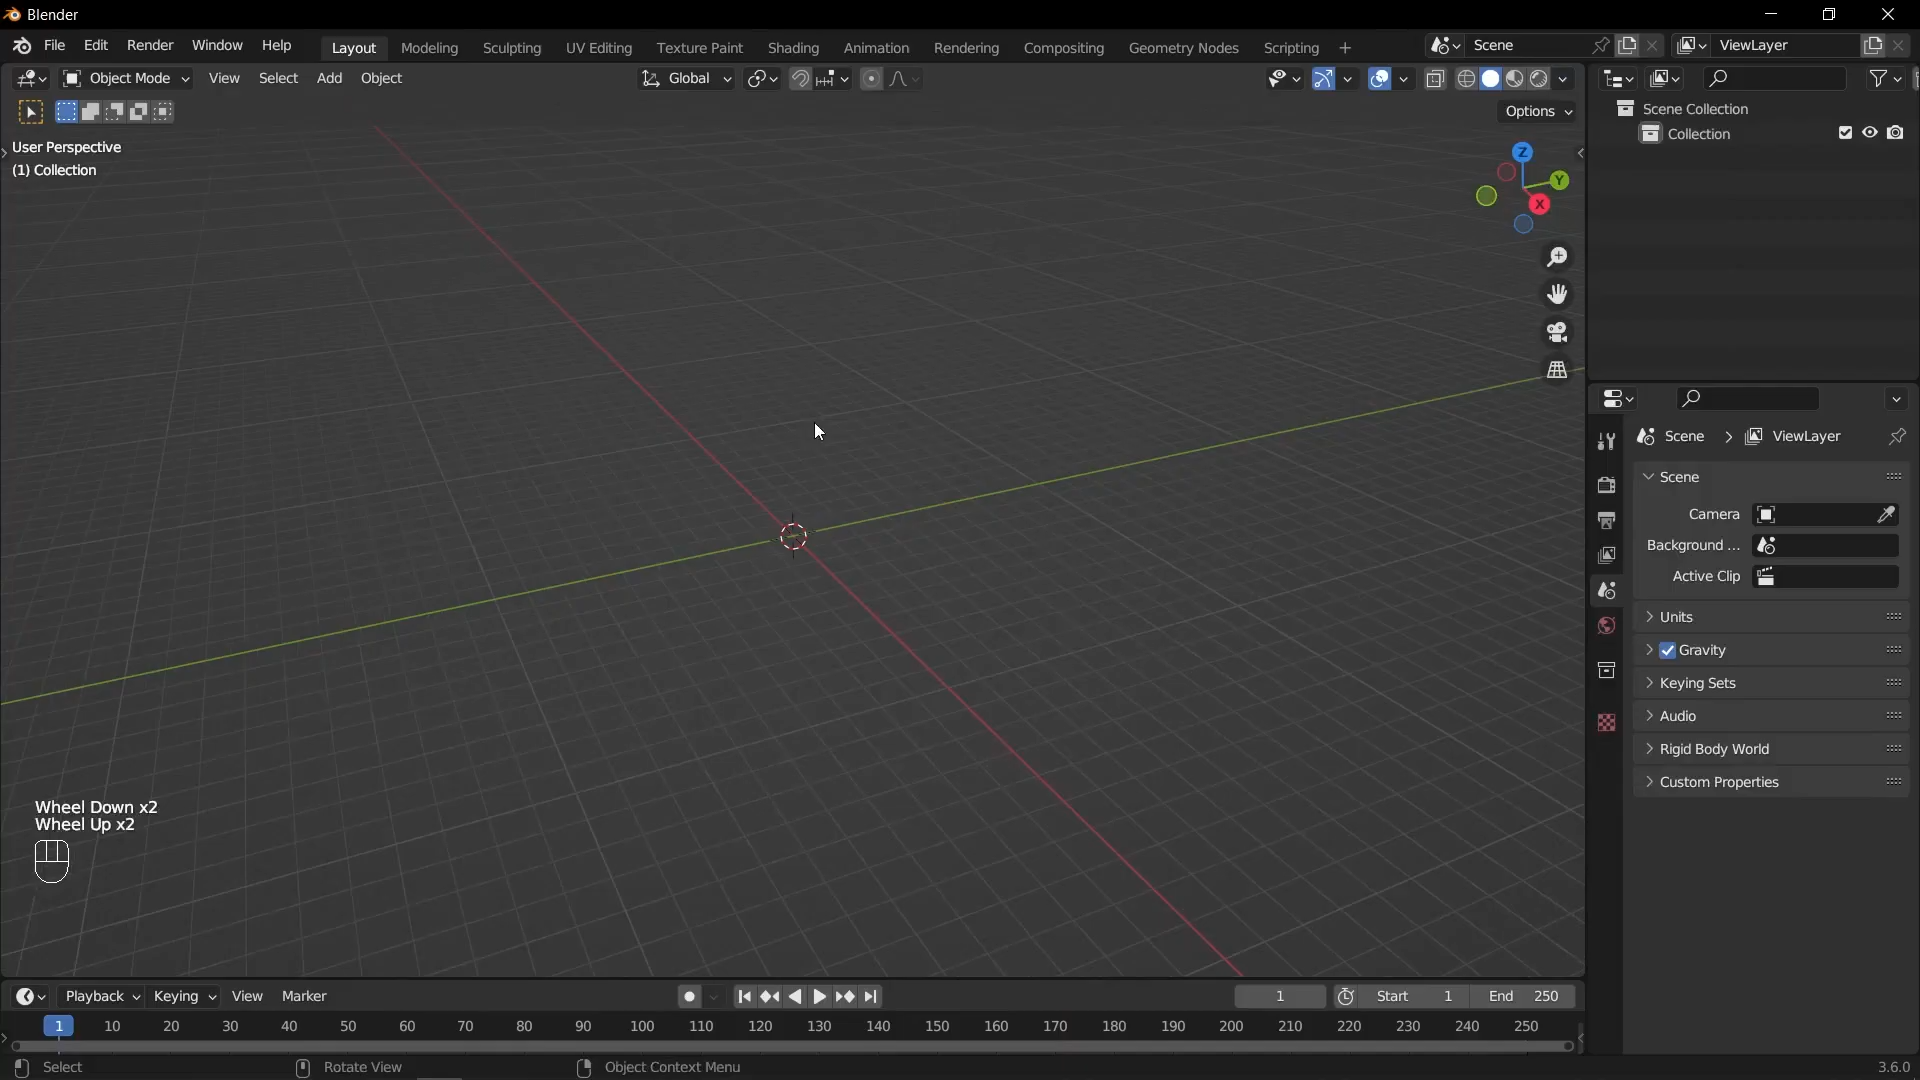 Blender
File Edit Render Window Help Layout Modeling Sculpting UV Editing Texture Paint Shading Animation Rendering Compositing Geometry Nodes Scripting + Scene ViewLayer
Object Mode View Select Add Object Global
Options
User Perspective
(1) Collection
Z
Y
X
Scene Collection
Collection
Scene > ViewLayer
Scene
Camera
Background ...
Active Clip
Units
Gravity
Keying Sets
Audio
Rigid Body World
Custom Properties
Wheel Down x2
Wheel Up x2
Playback Keying View Marker 1 Start 1 End 250
1 10 20 30 40 50 60 70 80 90 100 110 120 130 140 150 160 170 180 190 200 210 220 230 240 250
Select Rotate View Object Context Menu 3.6.0